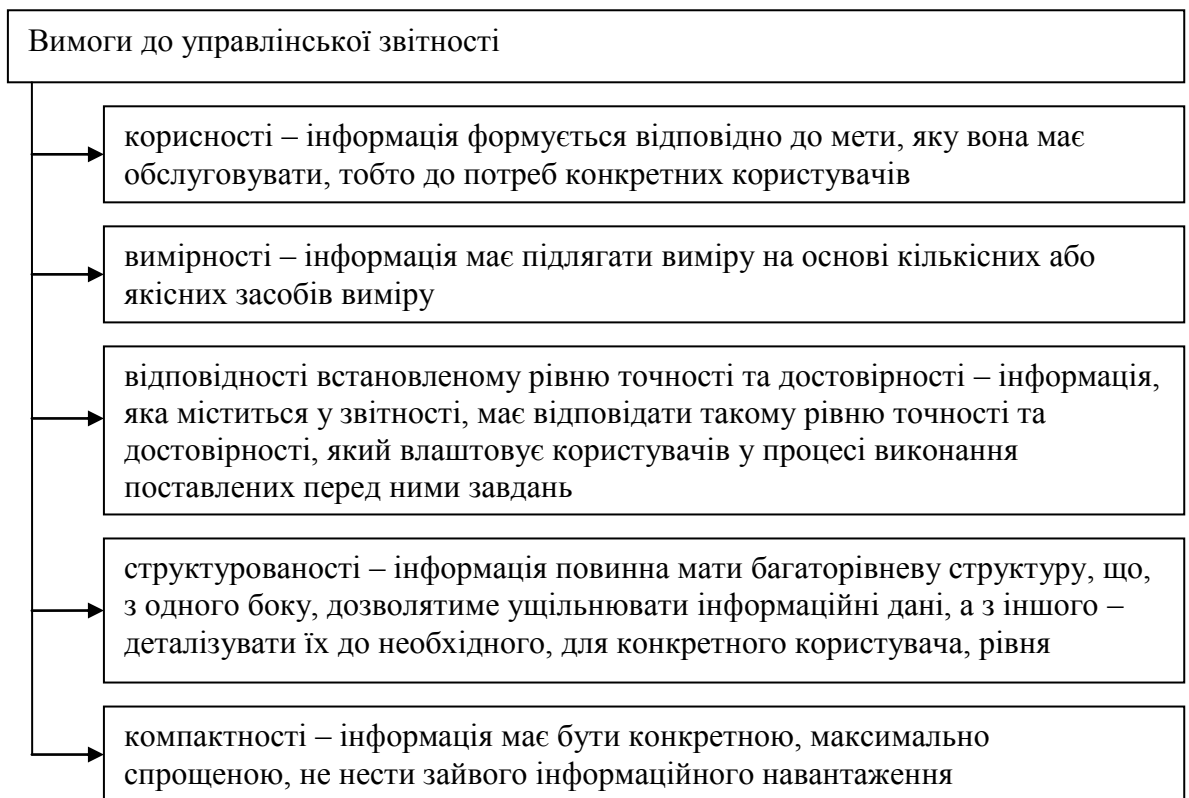 Вимоги до управлінської звітності
корисності – інформація формується відповідно до мети, яку вона має
обслуговувати, тобто до потреб конкретних користувачів
вимірності – інформація має підлягати виміру на основі кількісних або
якісних засобів виміру
відповідності встановленому рівню точності та достовірності – інформація,
яка міститься у звітності, має відповідати такому рівню точності та
достовірності, який влаштовує користувачів у процесі виконання
поставлених перед ними завдань
структурованості – інформація повинна мати багаторівневу структуру, що,
з одного боку, дозволятиме ущільнювати інформаційні дані, а з іншого –
деталізувати їх до необхідного, для конкретного користувача, рівня
компактності – інформація має бути конкретною, максимально
спрощеною, не нести зайвого інформаційного навантаження